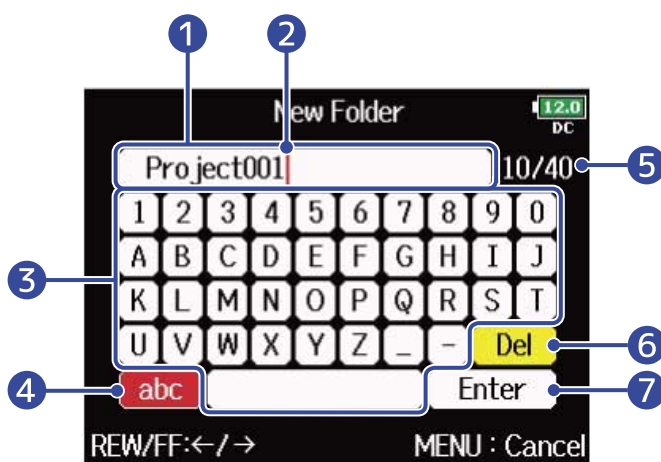 1 2
New Folder 12.0
DC
Project001 10/40 5
1 2 3 4 5 6 7 8 9 0
A B C D E F G H I J
3
K L M N O P Q R S T
U V W X Y Z _ - Del 6
4 abc Enter 7
REW/FF:←/→ MENU : Cancel